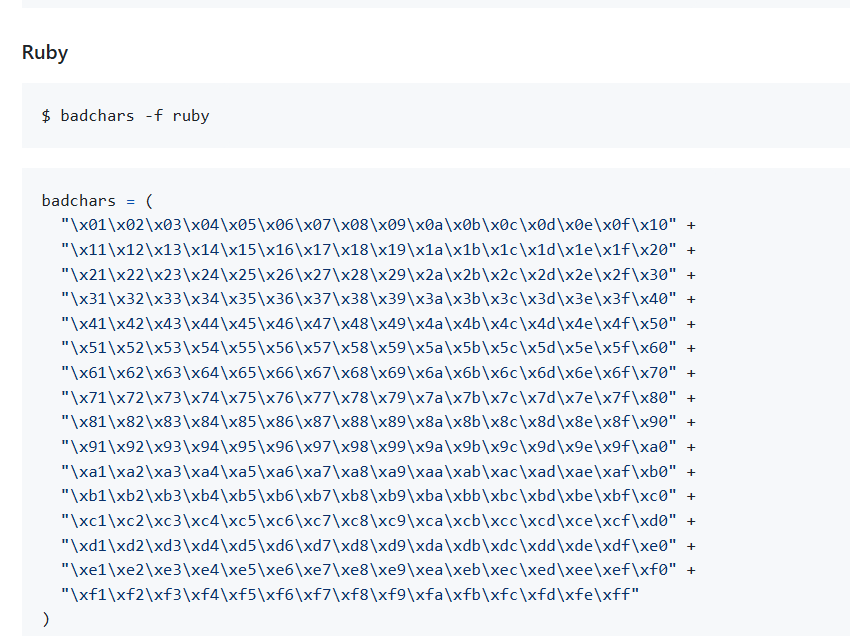 Ruby
$ badchars -f ruby
badchars = (
"\x01\x02\x03\x04\x05\x06\x07\x08\x09\x0a\x0b\x0c\x0d\x0e\x0f\x10" +
"\x11\x12\x13\x14\x15\x16\x17\x18\x19\x1a\x1b\x1c\x1d\x1e\x1f\x20" +
"\x21\x22\x23\x24\x25\x26\x27\x28\x29\x2a\x2b\x2c\x2d\x2e\x2f\x30" +
"\x31\x32\x33\x34\x35\x36\x37\x38\x39\x3a\x3b\x3c\x3d\x3e\x3f\x40" +
"\x41\x42\x43\x44\x45\x46\x47\x48\x49\x4a\x4b\x4c\x4d\x4e\x4f\x50" +
"\x51\x52\x53\x54\x55\x56\x57\x58\x59\x5a\x5b\x5c\x5d\x5e\x5f\x60" +
"\x61\x62\x63\x64\x65\x66\x67\x68\x69\x6a\x6b\x6c\x6d\x6e\x6f\x70" +
"\x71\x72\x73\x74\x75\x76\x77\x78\x79\x7a\x7b\x7c\x7d\x7e\x7f\x80" +
"\x81\x82\x83\x84\x85\x86\x87\x88\x89\x8a\x8b\x8c\x8d\x8e\x8f\x90" +
"\x91\x92\x93\x94\x95\x96\x97\x98\x99\x9a\x9b\x9c\x9d\x9e\x9f\xa0" +
"\xa1\xa2\xa3\xa4\xa5\xa6\xa7\xa8\xa9\xaa\xab\xac\xad\xae\xaf\xb0" +
"\xb1\xb2\xb3\xb4\xb5\xb6\xb7\xb8\xb9\xba\xbb\xbc\xbd\xbe\xbf\xc0" +
"\xc1\xc2\xc3\xc4\xc5\xc6\xc7\xc8\xc9\xca\xcb\xcc\xcd\xce\xcf\xd0" +
"\xd1\xd2\xd3\xd4\xd5\xd6\xd7\xd8\xd9\xda\xdb\xdc\xdd\xde\xdf\xe0" +
"\xe1\xe2\xe3\xe4\xe5\xe6\xe7\xe8\xe9\xea\xeb\xec\xed\xee\xef\xf0" +
"\xf1\xf2\xf3\xf4\xf5\xf6\xf7\xf8\xf9\xfa\xfb\xfc\xfd\xfe\xff"
)